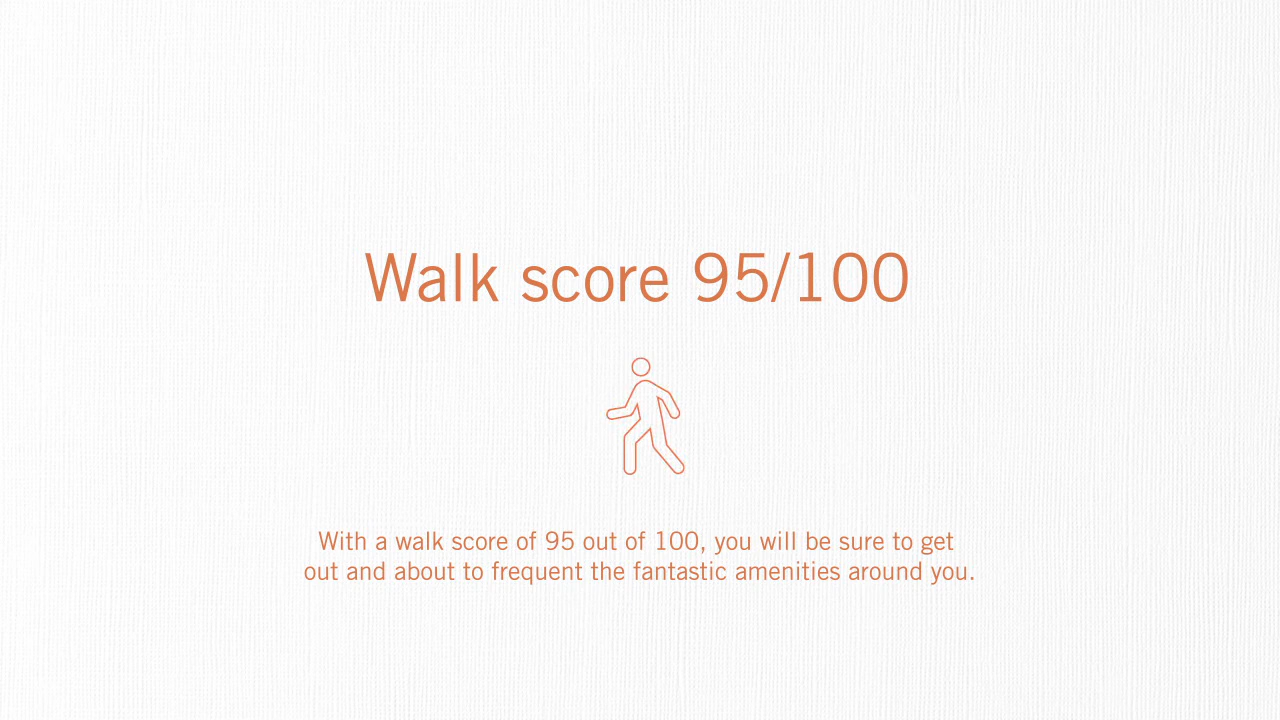 Walk score 95/100
With a walk score of 95 out of 100, you will be sure to get
out and about to frequent the fantastic amenities around you.